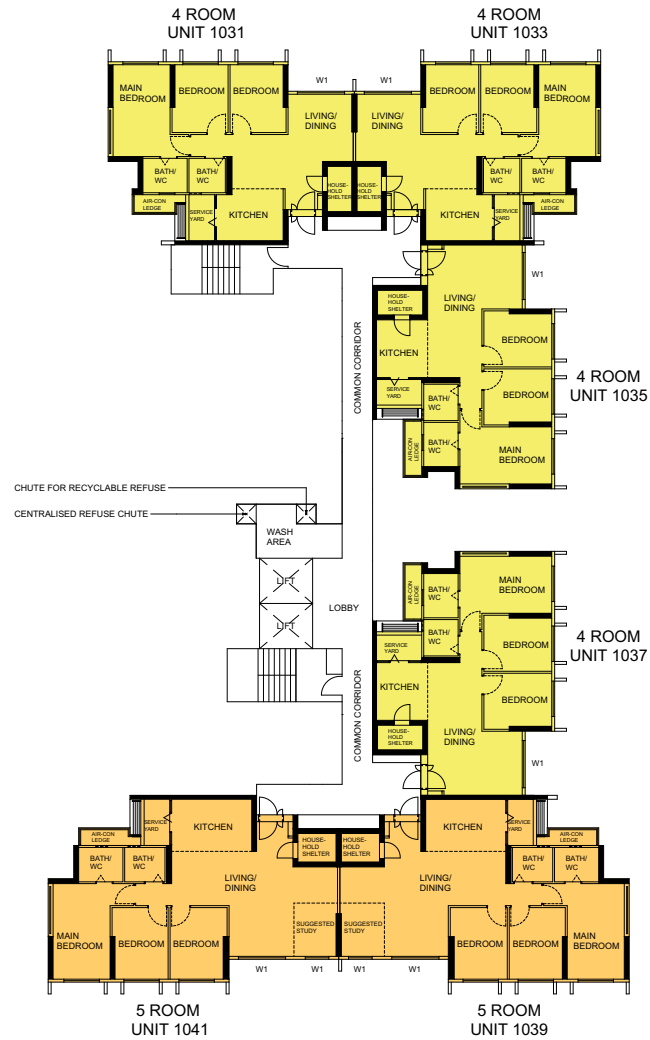 4 ROOM
UNIT 1031
4 ROOM
UNIT 1033
MAIN
BEDROOM
BEDROOM
BEDROOM
W1
W1
BEDROOM
BEDROOM
MAIN
BEDROOM
LIVING/
DINING
LIVING/
DINING
BATH/
WC
BATH/
WC
HOUSE-
HOLD
SHELTER
HOUSE-
HOLD
SHELTER
BATH/
WC
BATH/
WC
AIR-CON
LEDGE
SERVICE
YARD
KITCHEN
KITCHEN
SERVICE
YARD
AIR-CON
LEDGE
W1
HOUSE-
HOLD
SHELTER
LIVING/
DINING
COMMON CORRIDOR
KITCHEN
BEDROOM
4 ROOM
UNIT 1035
SERVICE
YARD
BATH/
WC
BEDROOM
AIR-CON
LEDGE
BATH/
WC
MAIN
BEDROOM
CHUTE FOR RECYCLABLE REFUSE
CENTRALISED REFUSE CHUTE
WASH
AREA
LIFT
LOBBY
LIFT
AIR-CON
LEDGE
BATH/
WC
MAIN
BEDROOM
SERVICE
YARD
BATH/
WC
BEDROOM
4 ROOM
UNIT 1037
KITCHEN
BEDROOM
COMMON CORRIDOR
HOUSE-
HOLD
SHELTER
LIVING/
DINING
W1
AIR-CON
LEDGE
SERVICE
YARD
KITCHEN
HOUSE-
HOLD
SHELTER
HOUSE-
HOLD
SHELTER
KITCHEN
SERVICE
YARD
AIR-CON
LEDGE
BATH/
WC
BATH/
WC
LIVING/
DINING
LIVING/
DINING
BATH/
WC
BATH/
WC
MAIN
BEDROOM
BEDROOM
BEDROOM
SUGGESTED
STUDY
SUGGESTED
STUDY
BEDROOM
BEDROOM
MAIN
BEDROOM
W1
W1
W1
W1
5 ROOM
UNIT 1041
5 ROOM
UNIT 1039